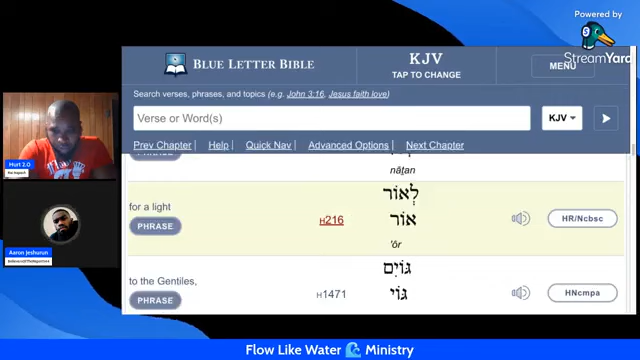 Powered by
StreamYard
BLUE LETTER BIBLE
KJV
TAP TO CHANGE
MENU
Search verses, phrases, and topics (e.g. John 3:16, Jesus faith love)
Verse or Word(s)
KJV
Prev Chapter | Help | Quick Nav | Advanced Options | Next Chapter
PHRASE
nāṯan
for a light
PHRASE
H216
לְאוֹר
אוֹר
'ôr
HR/Ncbsc
to the Gentiles,
PHRASE
H1471
גּוֹיִם
גּוֹי
HNcmpa
Hurt 2.0
Aaron Jeshurun
Flow Like Water 🌊 Ministry